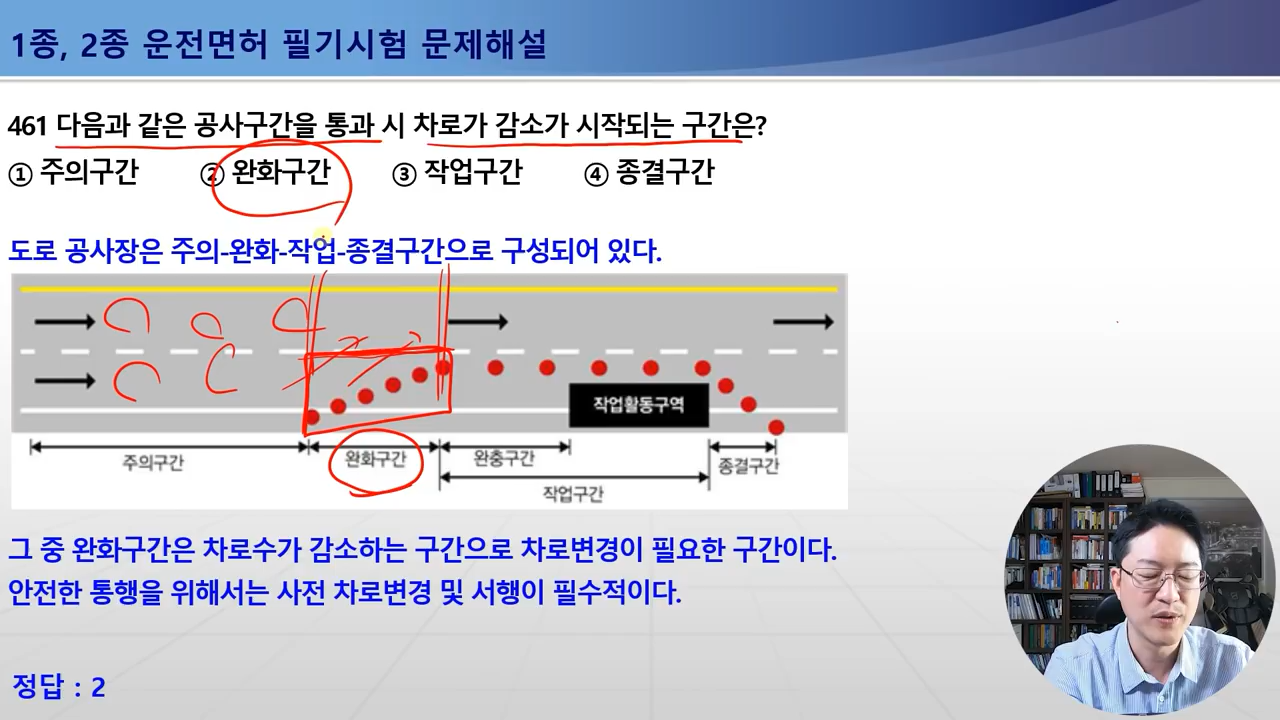 1종, 2종 운전면허 필기시험 문제해설
461 다음과 같은 공사구간을 통과 시 차로가 감소가 시작되는 구간은?
① 주의구간 ② 완화구간 ③ 작업구간 ④ 종결구간
도로 공사장은 주의-완화-작업-종결구간으로 구성되어 있다.
작업활동구역
주의구간 완화구간 완충구간 종결구간
작업구간
그 중 완화구간은 차로수가 감소하는 구간으로 차로변경이 필요한 구간이다.
안전한 통행을 위해서는 사전 차로변경 및 서행이 필수적이다.
정답 : 2